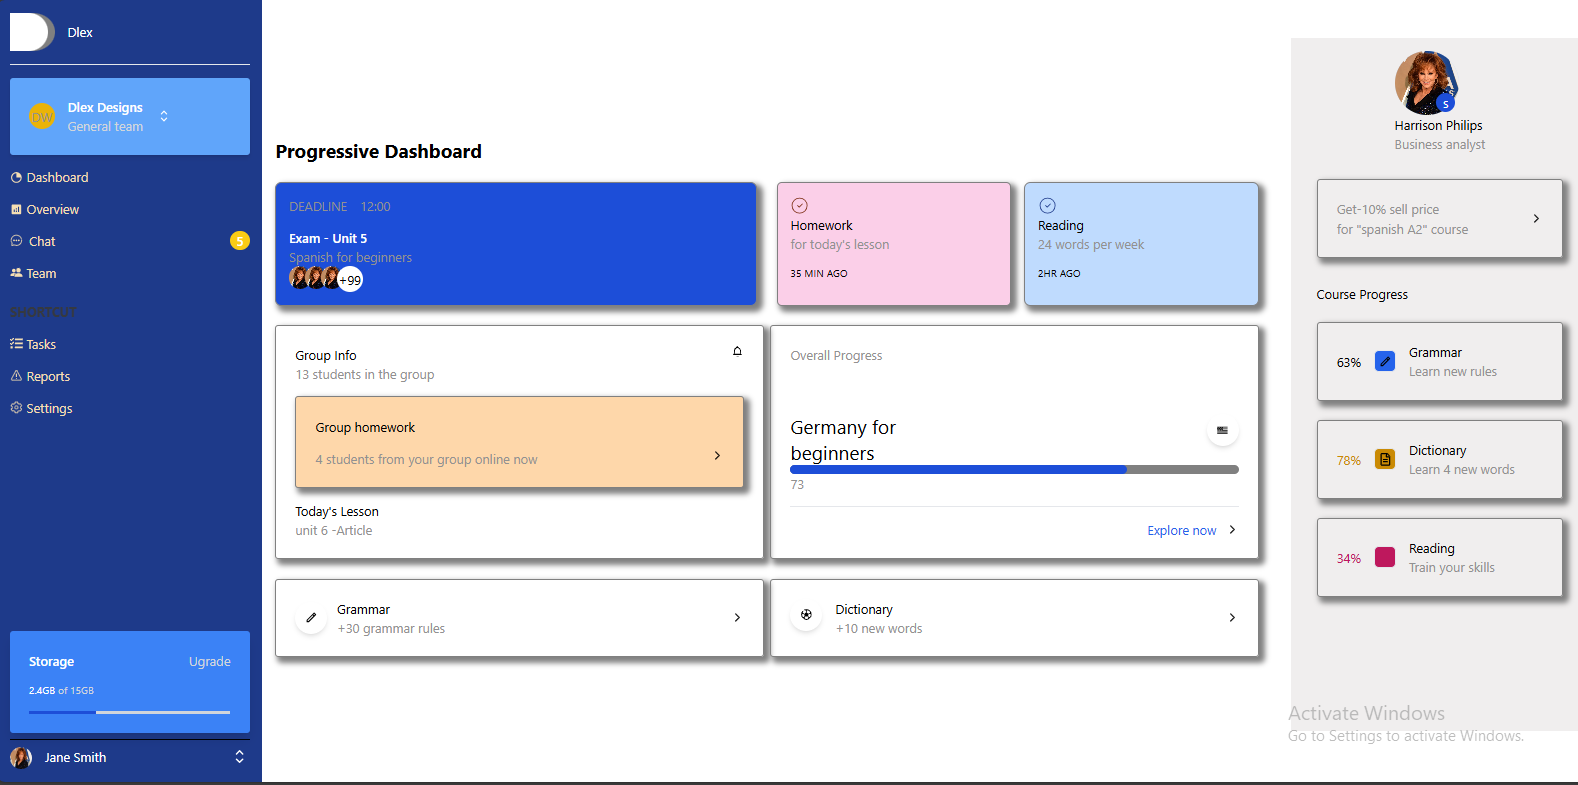 Dlex
DW
Dlex Designs
General team
Dashboard
Overview
Chat
5
Team
SHORTCUT
Tasks
Reports
Settings
Storage
Ugrade
2.4GB of 15GB
Jane Smith
Progressive Dashboard
DEADLINE 12:00
Exam - Unit 5
Spanish for beginners
+99
Homework
for today's lesson
35 MIN AGO
Reading
24 words per week
2HR AGO
Group Info
13 students in the group
Group homework
4 students from your group online now
Today's Lesson
unit 6 -Article
Overall Progress
Germany for
beginners
73
Explore now
Grammar
+30 grammar rules
Dictionary
+10 new words
S
Harrison Philips
Business analyst
Get-10% sell price
for "spanish A2" course
Course Progress
63%
Grammar
Learn new rules
78%
Dictionary
Learn 4 new words
34%
Reading
Train your skills
Activate Windows
Go to Settings to activate Windows.